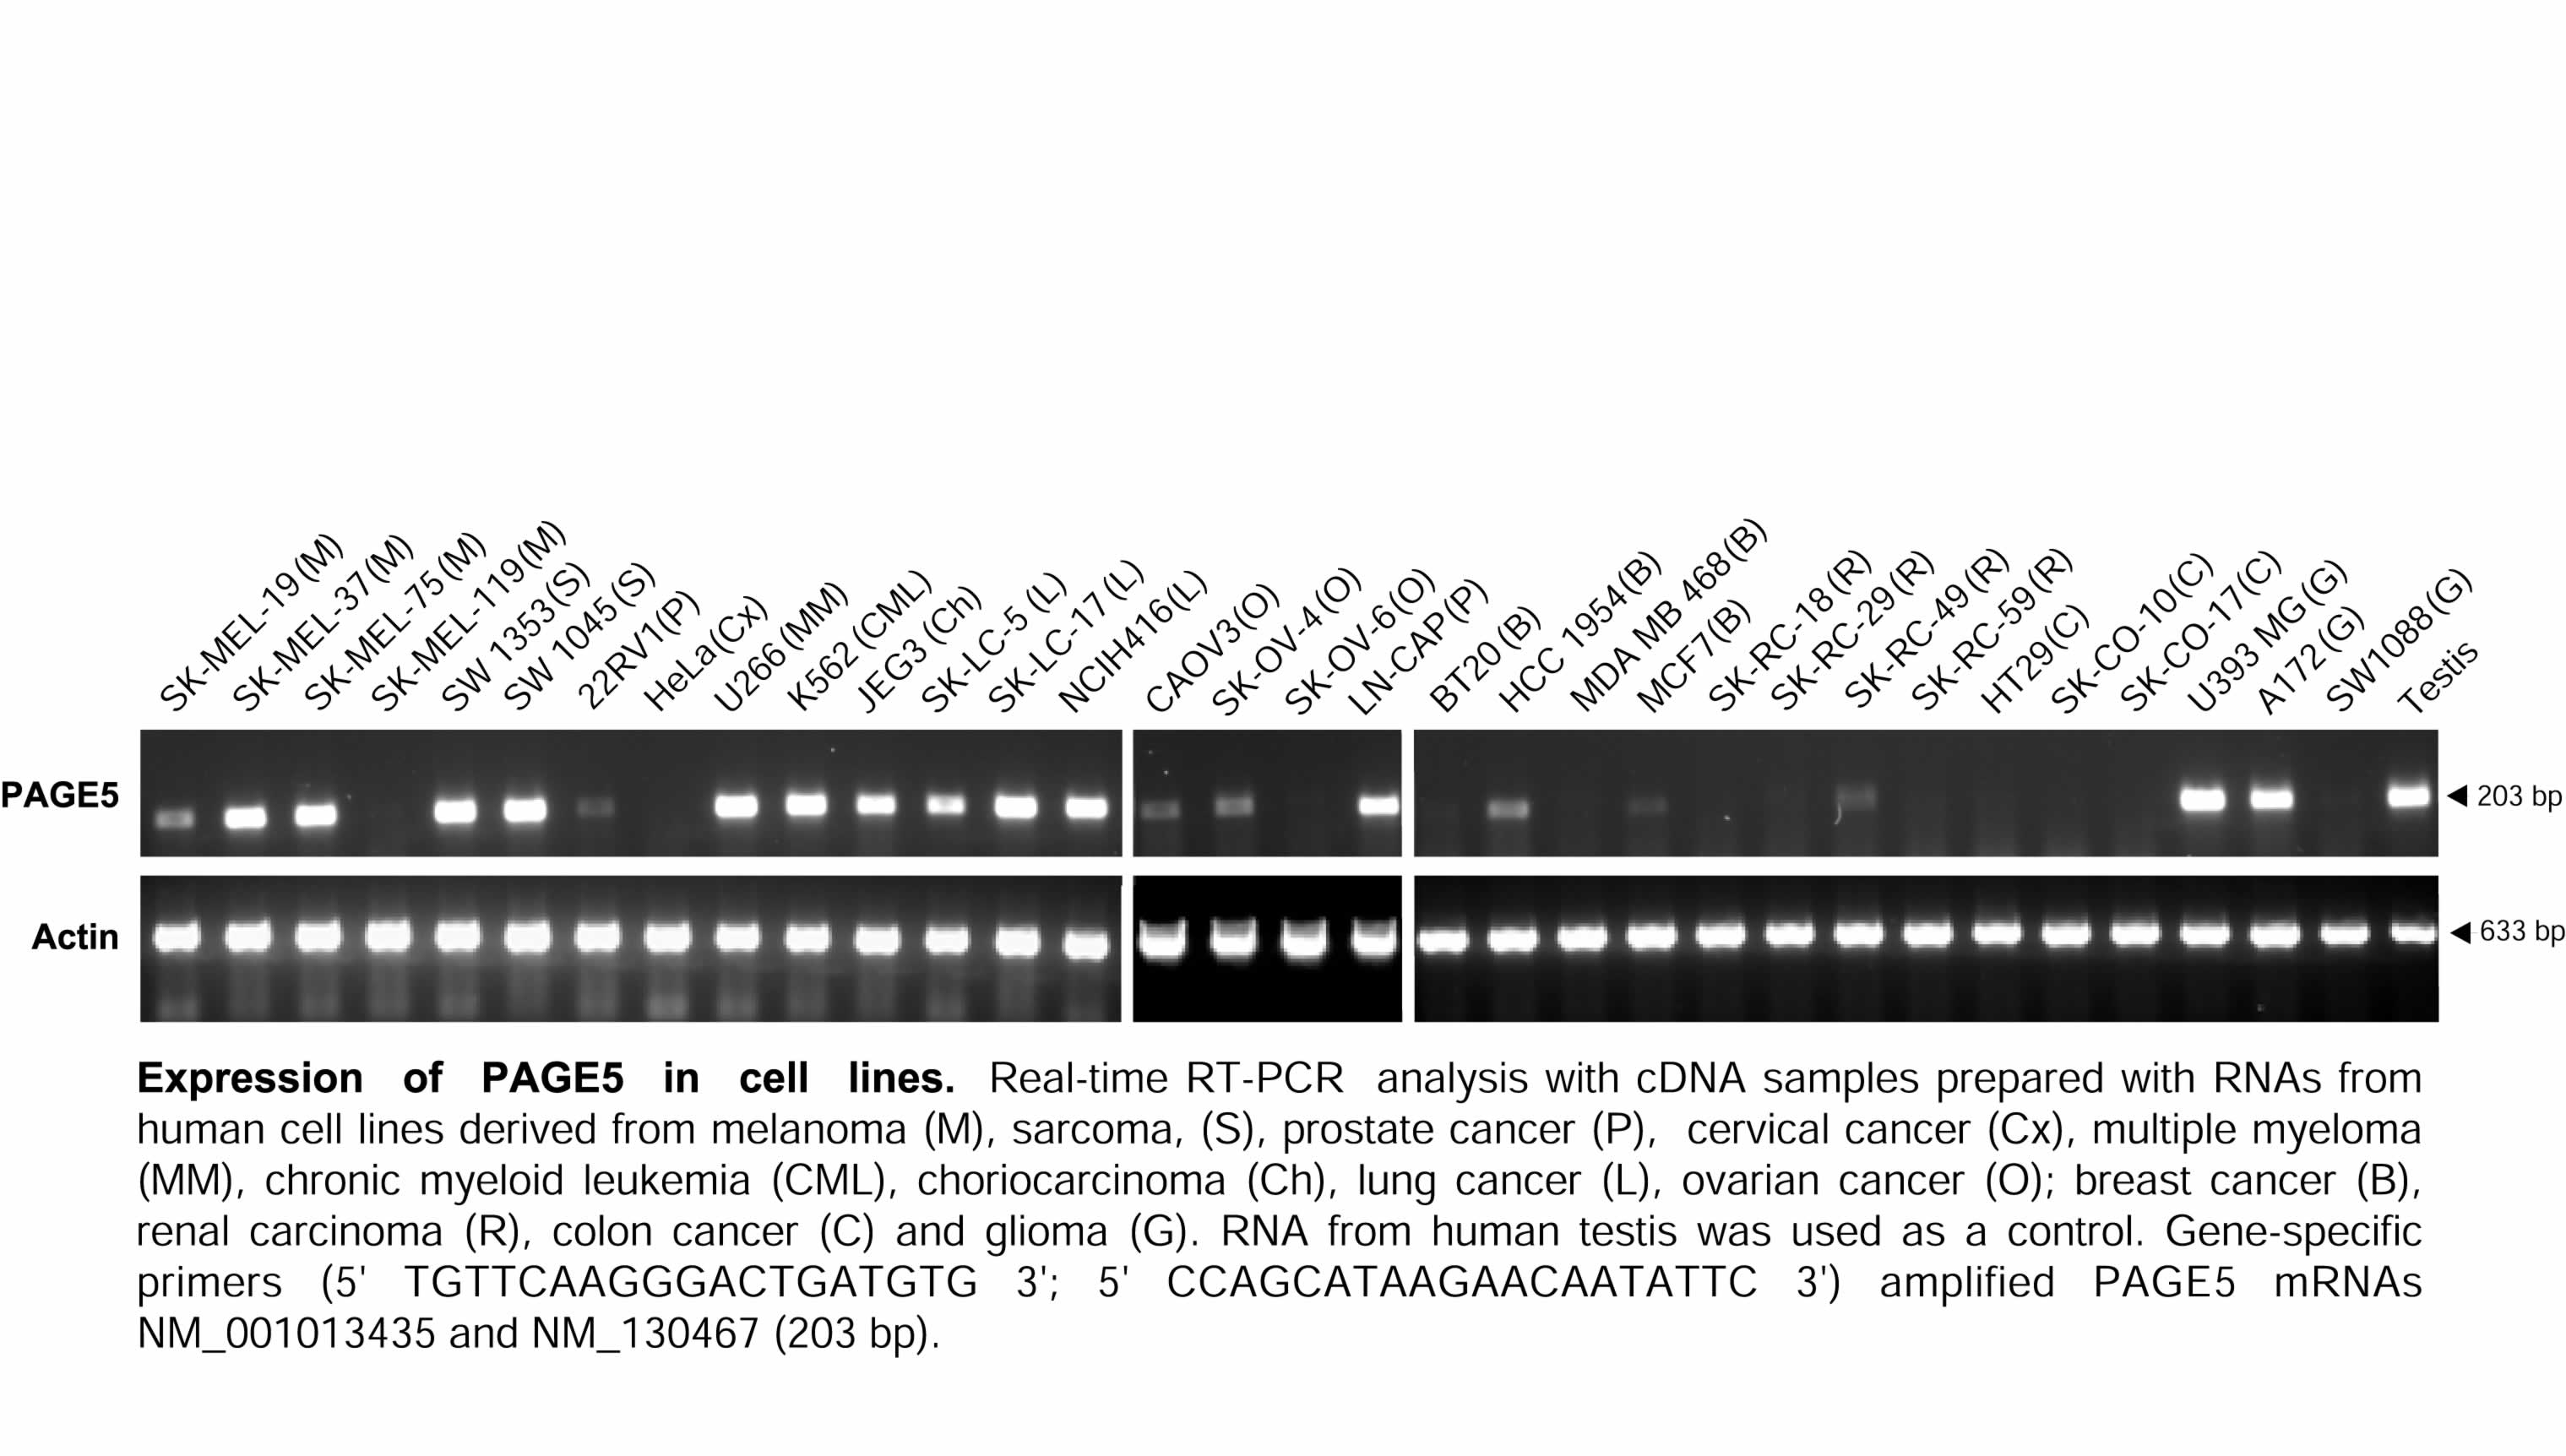 SK-MEL-19 (M)
SK-MEL-37 (M)
SK-MEL-75 (M)
SK-MEL-119 (M)
SW 1353 (S)
SW 1045 (S)
22RV1(P)
HeLa(Cx)
U266 (MM)
K562 (CML)
JEG3 (Ch)
SK-LC-5 (L)
SK-LC-17 (L)
NCIH416(L)
CAOV3(O)
SK-OV-4 (O)
SK-OV-6 (O)
LN-CAP(P)
BT20 (B)
HCC 1954(B)
MDA MB 468(B)
MCF7(B)
SK-RC-18 (R)
SK-RC-29 (R)
SK-RC-49 (R)
SK-RC-59 (R)
HT29(C)
SK-CO-10(C)
SK-CO-17(C)
U393 MG (G)
A172 (G)
SW1088 (G)
Testis
PAGE5
203 bp
Actin
633 bp
Expression of PAGE5 in cell lines. Real-time RT-PCR analysis with cDNA samples prepared with RNAs from
human cell lines derived from melanoma (M), sarcoma, (S), prostate cancer (P), cervical cancer (Cx), multiple myeloma
(MM), chronic myeloid leukemia (CML), choriocarcinoma (Ch), lung cancer (L), ovarian cancer (O); breast cancer (B),
renal carcinoma (R), colon cancer (C) and glioma (G). RNA from human testis was used as a control. Gene-specific
primers (5' TGTTCAAGGGACTGATGTG 3'; 5' CCAGCATAAGAACAATATTC 3') amplified PAGE5 mRNAs
NM_001013435 and NM_130467 (203 bp).